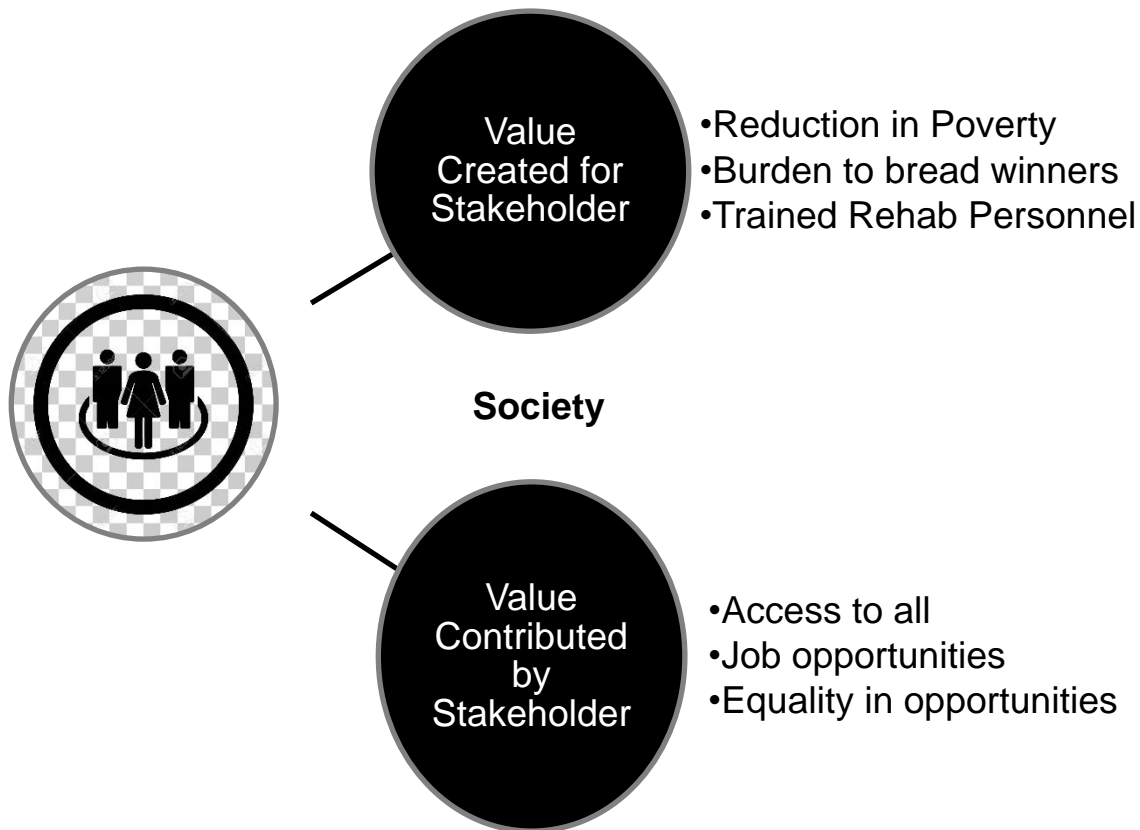 Value
Created for
Stakeholder
•Reduction in Poverty
•Burden to bread winners
•Trained Rehab Personnel
Society
Value
Contributed
by
Stakeholder
•Access to all
•Job opportunities
•Equality in opportunities